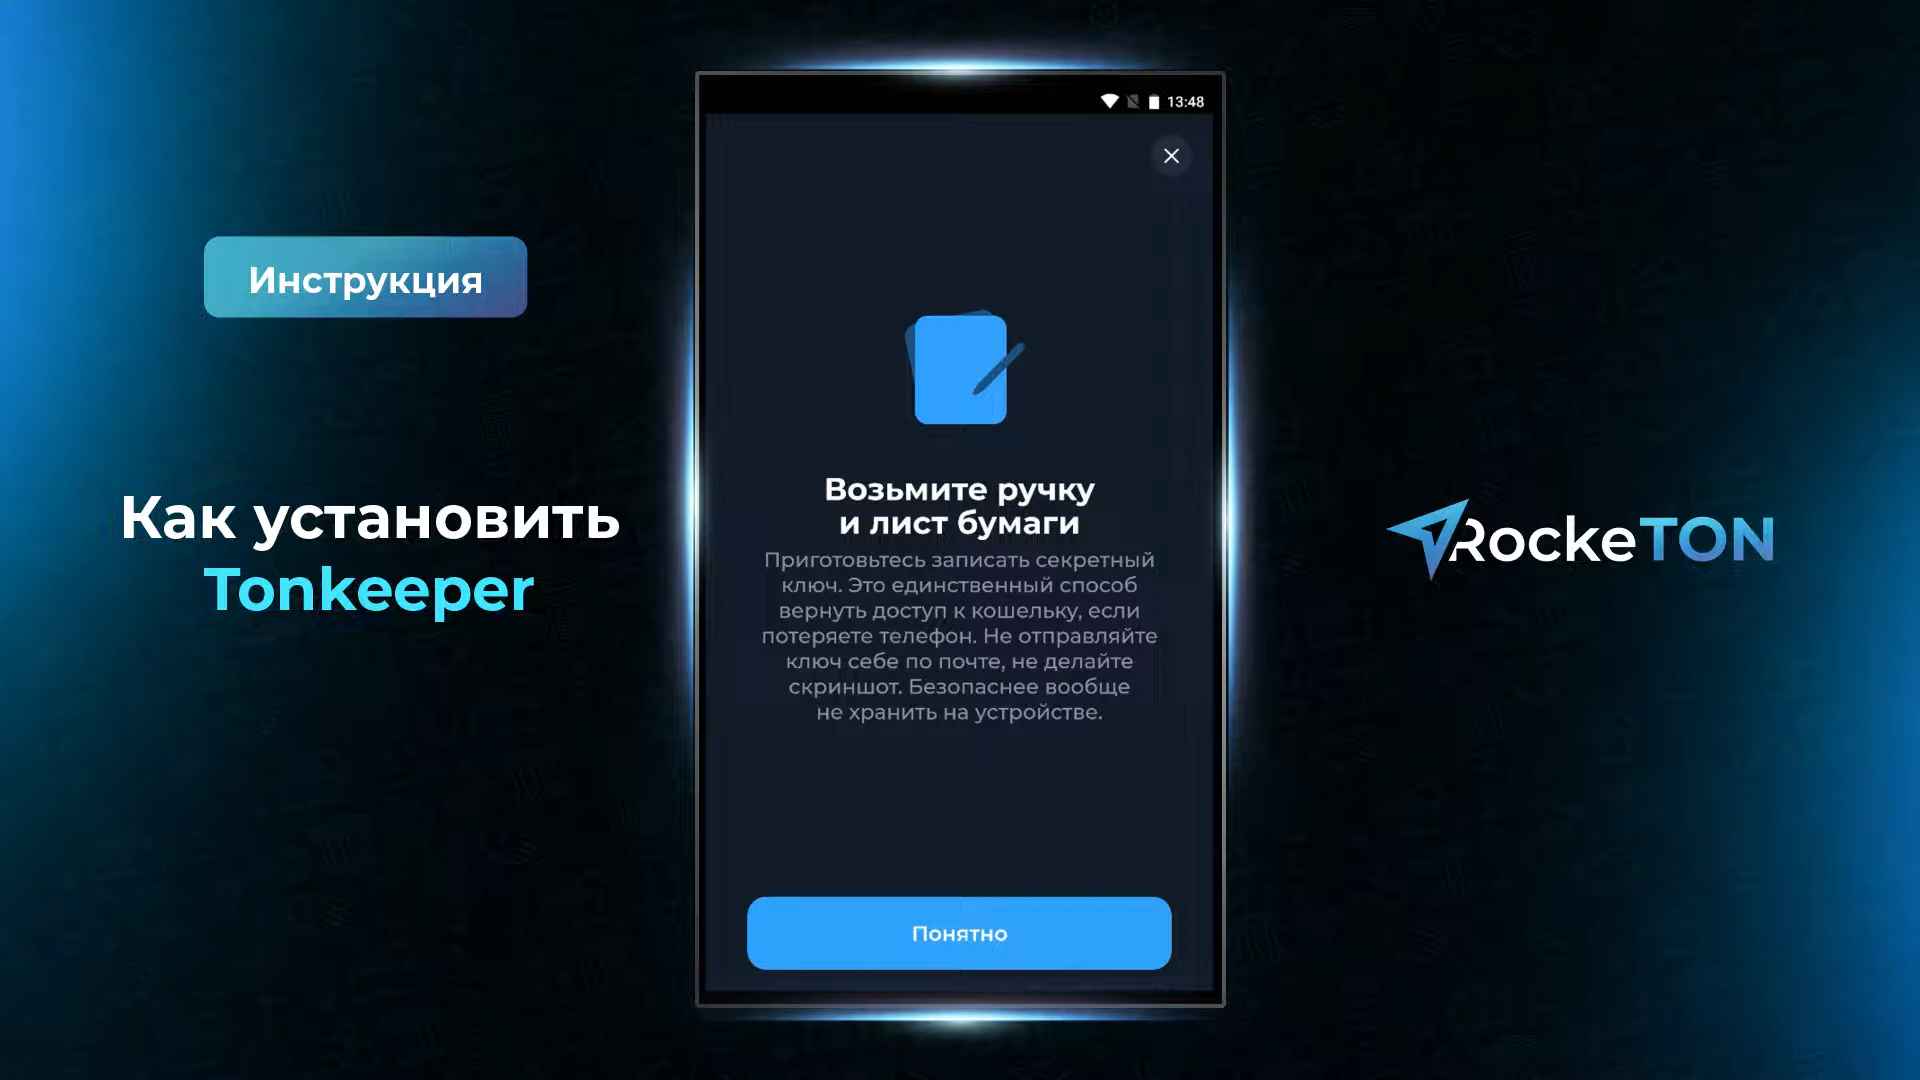 Инструкция
Как установить
Tonkeeper
13:48
Возьмите ручку
и лист бумаги
Приготовьтесь записать секретный
ключ. Это единственный способ
вернуть доступ к кошельку, если
потеряете телефон. Не отправляйте
ключ себе по почте, не делайте
скриншот. Безопаснее вообще
не хранить на устройстве.
Понятно
RockeTON